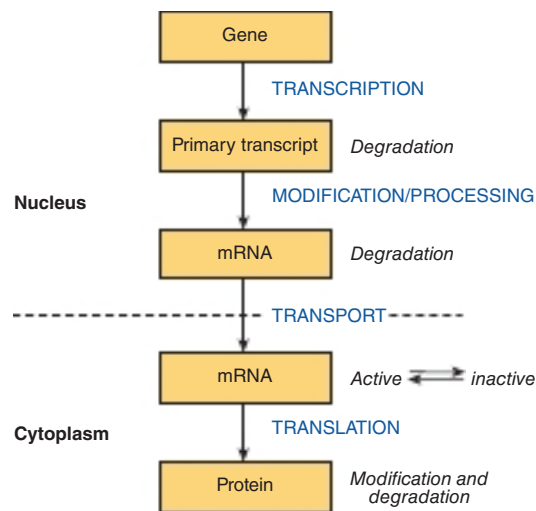 Gene
TRANSCRIPTION
Primary transcript Degradation
Nucleus
MODIFICATION/PROCESSING
mRNA Degradation
TRANSPORT
mRNA Active inactive
Cytoplasm
TRANSLATION
Protein Modification and
degradation